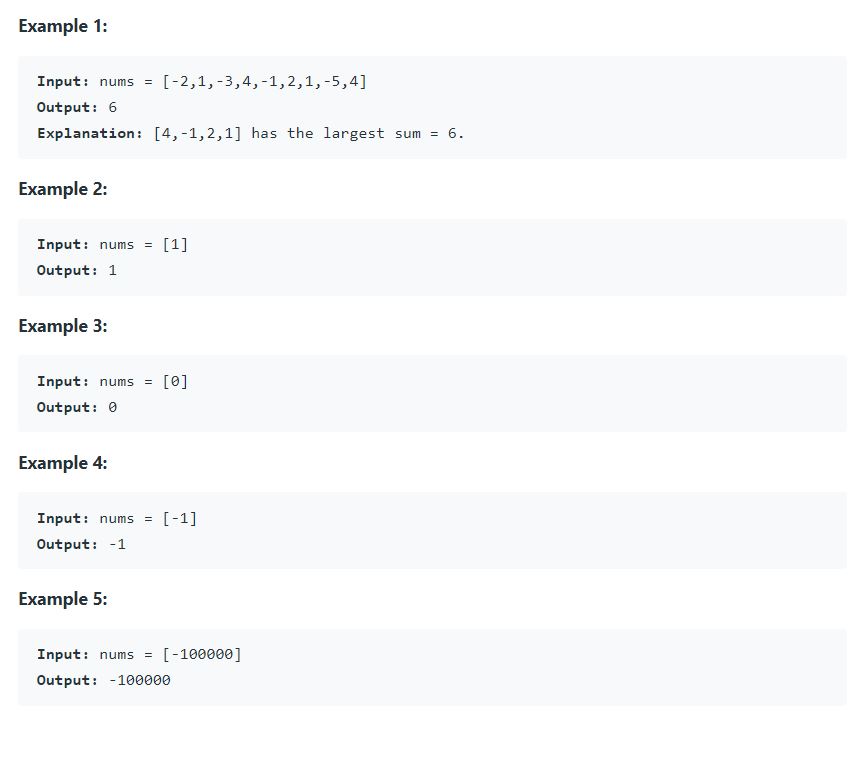 Example 1:
Input: nums = [-2,1,-3,4,-1,2,1,-5,4]
Output: 6
Explanation: [4,-1,2,1] has the largest sum = 6.
Example 2:
Input: nums = [1]
Output: 1
Example 3:
Input: nums = [0]
Output: 0
Example 4:
Input: nums = [-1]
Output: -1
Example 5:
Input: nums = [-100000]
Output: -100000